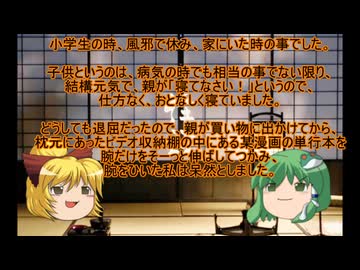 小学生の時、風邪で休み、家にいた時の事でした。
子供というのは、病気の時でも相当の事でない限り、
結構元気で、親が「寝てなさい！」というので、
仕方なく、おとなしく寝ていました。
どうしても退屈だったので、親が買い物に出かけてから、
枕元にあったビデオ収納棚の中にある某漫画の単行本を
腕だけをそーっと伸ばしてつかみ、
腕をひいた私は呆然としました。